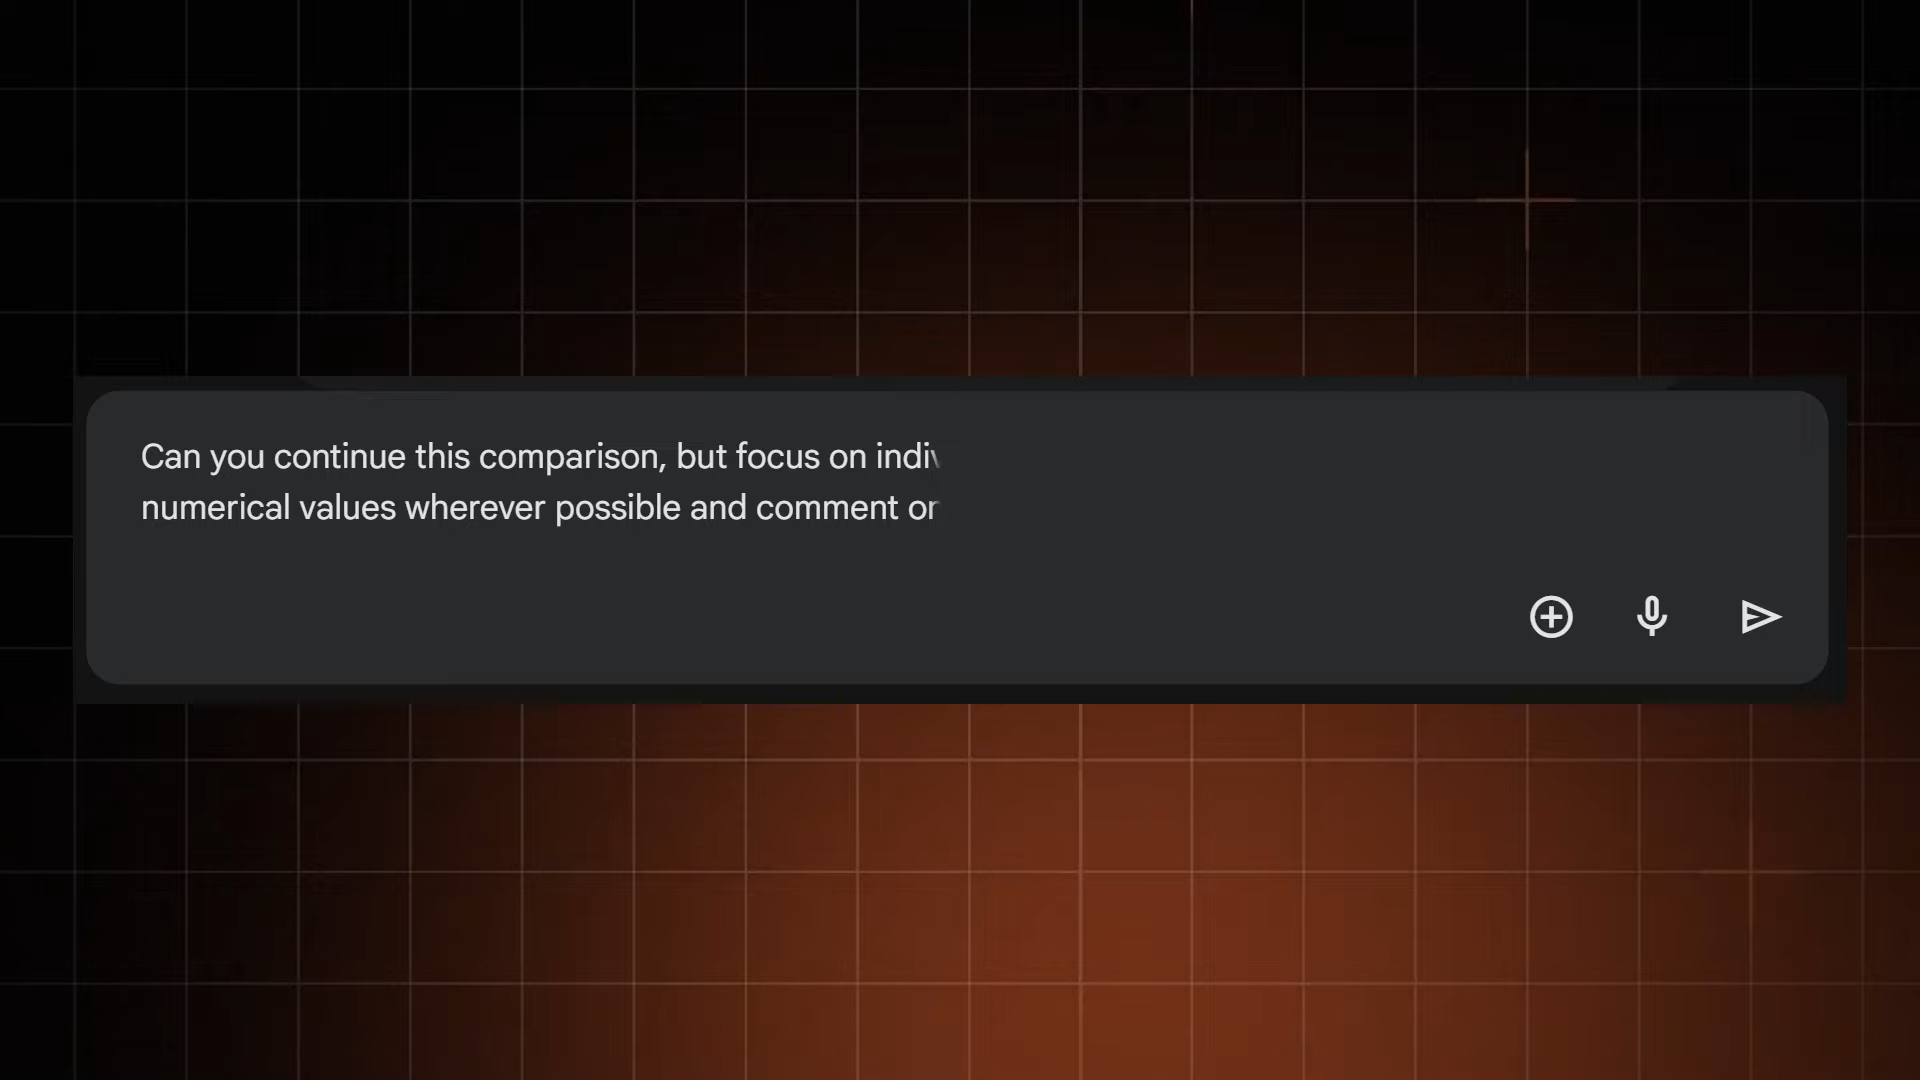 Can you continue this comparison, but focus on
numerical values wherever possible and comment